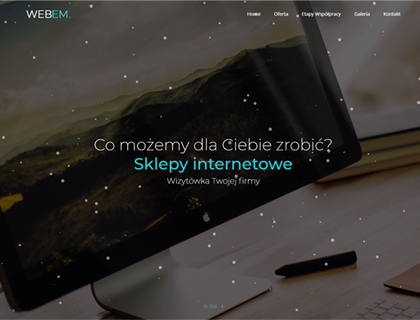 WEBEM.
Home Oferta Etapy Współpracy Galeria Kontakt
Co możemy dla Ciebie zrobić?
Sklepy internetowe
Wizytówka Twojej firmy